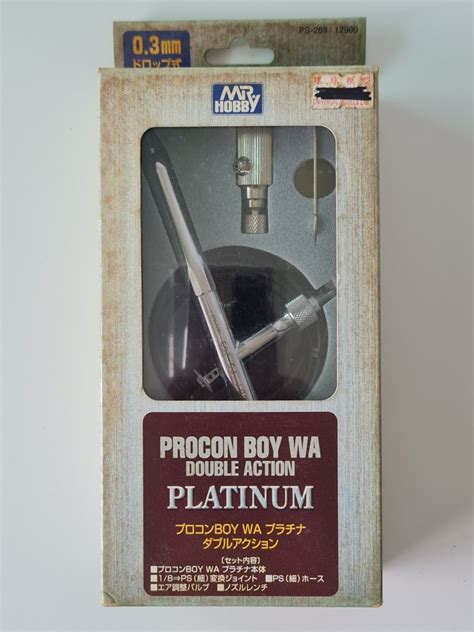 PS-289 12900
0.3mm
ドロップ式
MR
HOBBY
PROCON BOY WA
DOUBLE ACTION
PLATINUM
プロコンBOY WA プラチナ
ダブルアクション
〔セット内容〕
■プロコンBOY WA プラチナ本体
■1/8⇒PS（細）変換ジョイント ■PS（細）ホース
■エア調整バルブ ■ノズルレンチ